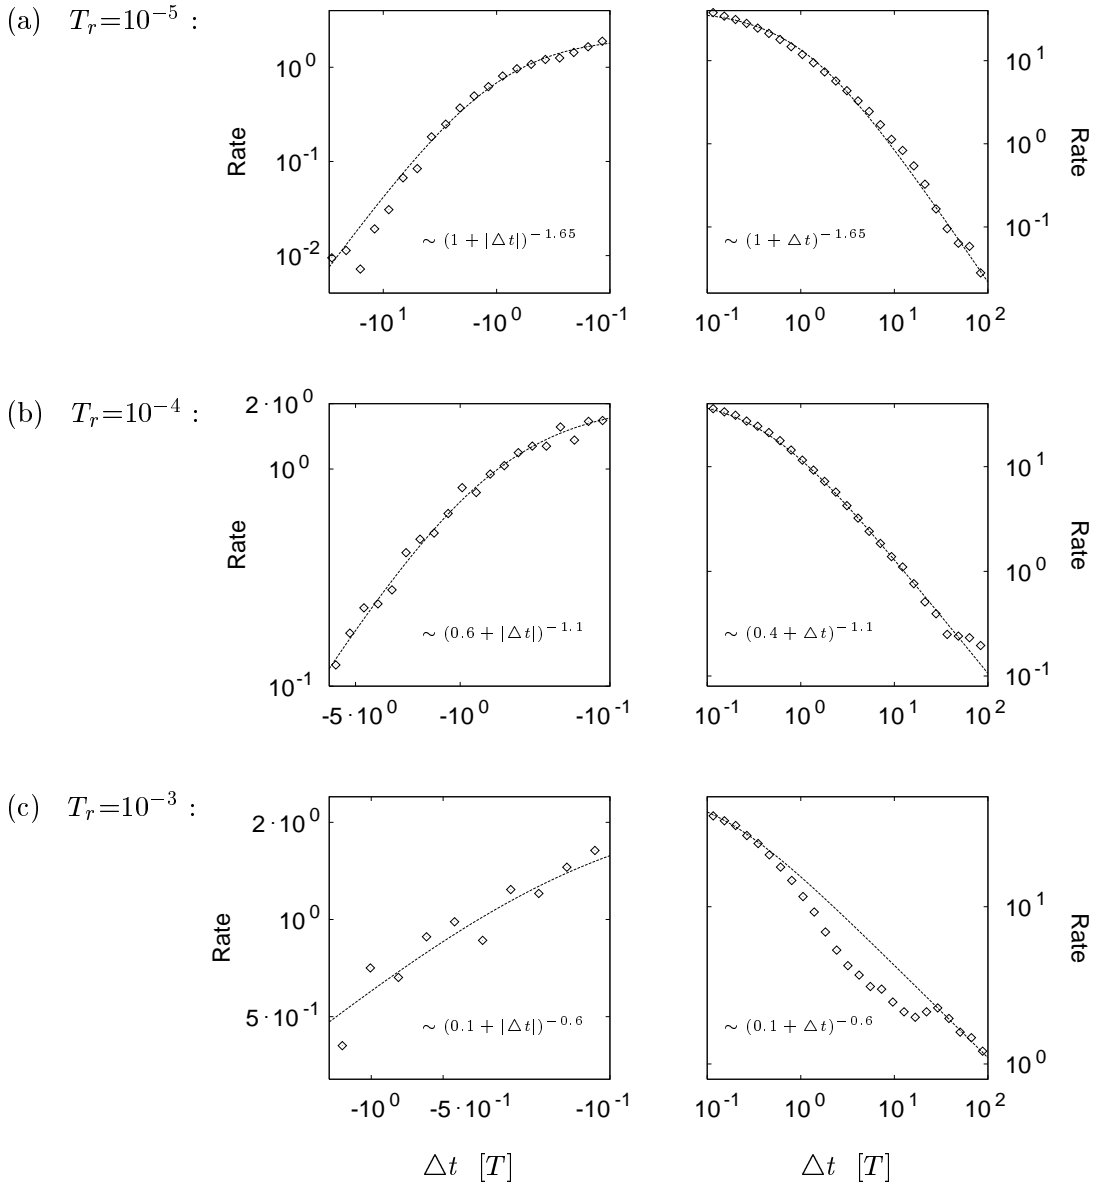 (a) T_r=10^{-5} :
10^0
10^{-1}
10^{-2}
Rate
~ (1 + |△t|)^{-1.65}
-10^1 -10^0 -10^{-1}
~ (1 + △t)^{-1.65}
10^1
10^0
10^{-1}
Rate
10^{-1} 10^0 10^1 10^2
(b) T_r=10^{-4} :
2·10^0
10^0
10^{-1}
Rate
~ (0.6 + |△t|)^{-1.1}
-5·10^0 -10^0 -10^{-1}
~ (0.4 + △t)^{-1.1}
10^1
10^0
10^{-1}
Rate
10^{-1} 10^0 10^1 10^2
(c) T_r=10^{-3} :
2·10^0
10^0
5·10^{-1}
Rate
~ (0.1 + |△t|)^{-0.6}
-10^0 -5·10^{-1} -10^{-1}
~ (0.1 + △t)^{-0.6}
10^1
10^0
Rate
10^{-1} 10^0 10^1 10^2
△t [T] △t [T]